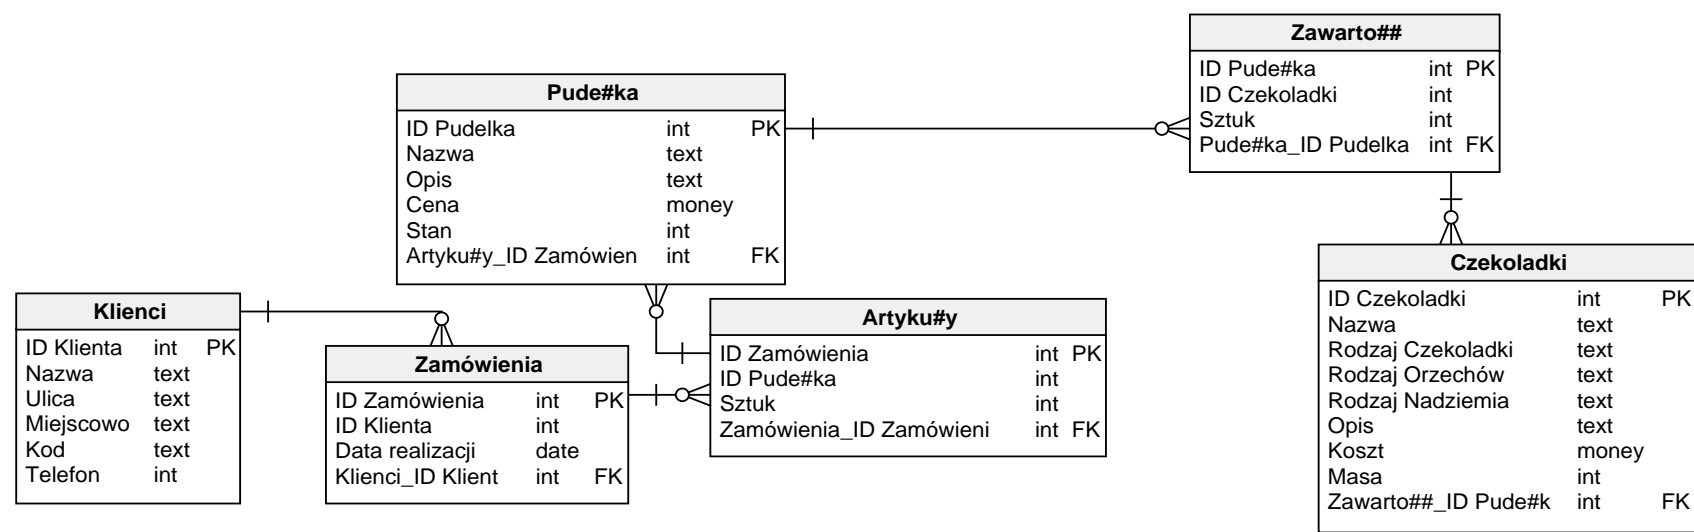 Zawarto##
ID Pude#ka int PK
ID Czekoladki int
Sztuk int
Pude#ka_ID Pudelka int FK
Pude#ka
ID Pudelka int PK
Nazwa text
Opis text
Cena money
Stan int
Artyku#y_ID Zamówien int FK
Klienci
ID Klienta int PK
Nazwa text
Ulica text
Miejscowo text
Kod text
Telefon int
Zamówienia
ID Zamówienia int PK
ID Klienta int
Data realizacji date
Klienci_ID Klient int FK
Artyku#y
ID Zamówienia int PK
ID Pude#ka int
Sztuk int
Zamówienia_ID Zamówieni int FK
Czekoladki
ID Czekoladki int PK
Nazwa text
Rodzaj Czekoladki text
Rodzaj Orzechów text
Rodzaj Nadziemia text
Opis text
Koszt money
Masa int
Zawarto##_ID Pude#k int FK